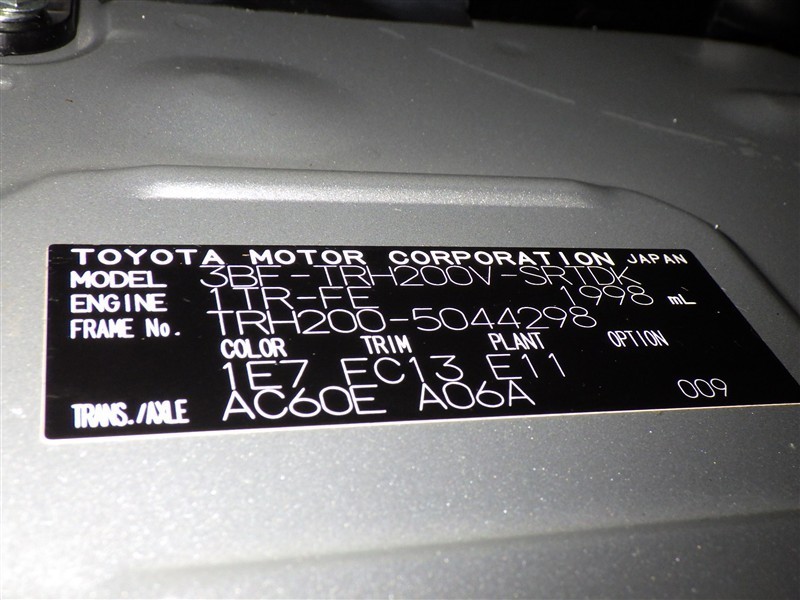 TOYOTA MOTOR CORPORATION JAPAN
MODEL 3BF-TRH200V-SRTDK
ENGINE 1TR-FE 1998 mL
FRAME No. TRH200-5044298
COLOR TRIM PLANT OPTION
1E7 FC13 E11
TRANS./AXLE AC60E A06A 009